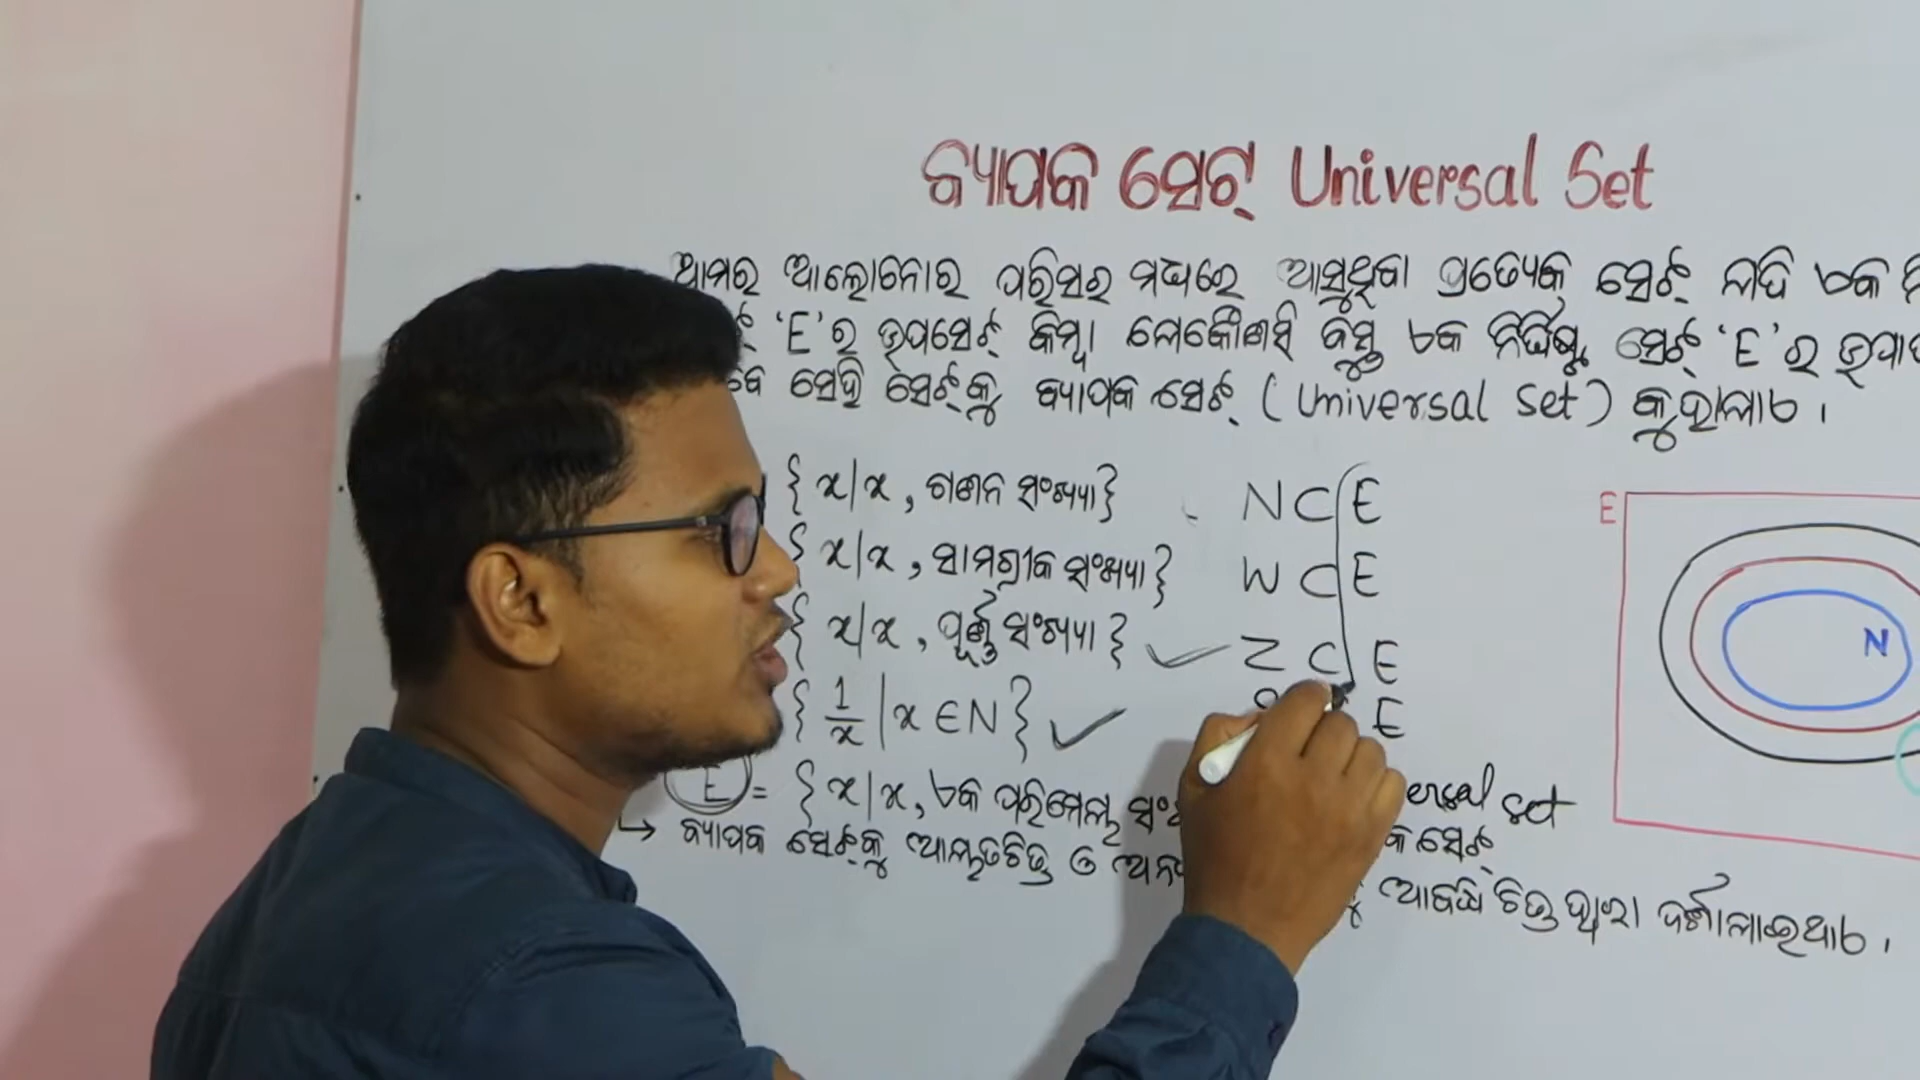 ବ୍ୟାପକ ସେଟ୍ Universal Set
ଆମର ଆଲୋଚନାର ପରିସର ମଧ୍ୟରେ ଆସୁଥିବା ପ୍ରତ୍ୟେକ ସେଟ୍ ଯଦି ଏକ
'E' ର ଉପସେଟ୍ କିମ୍ବା ଯେକୌଣସି ବସ୍ତୁ ଏକ ନିର୍ଦ୍ଦିଷ୍ଟ ସେଟ୍ 'E' ର
ସେହି ସେଟ୍‌କୁ ବ୍ୟାପକ ସେଟ୍ (Universal Set) କୁହାଯାଏ ।
{ x|x , ଗଣନ ସଂଖ୍ୟା} N ⊂ E
{ x|x , ସାମଗ୍ରୀକ ସଂଖ୍ୟା} W ⊂ E
{ x|x , ପୂର୍ଣ୍ଣ ସଂଖ୍ୟା } ✓ Z ⊂ E
{ 1/x | x ∈ N } ✓ E
E = { x|x , ଏକ ପରିମେୟ set
→ ବ୍ୟାପକ ସେଟ୍‌କୁ ଆୟତଚିତ୍ର ଓ ସେଟ୍
ଆବଦ୍ଧ ଚିତ୍ର ଦ୍ୱାରା ଦର୍ଶାଯାଇଥାଏ ।
E
N